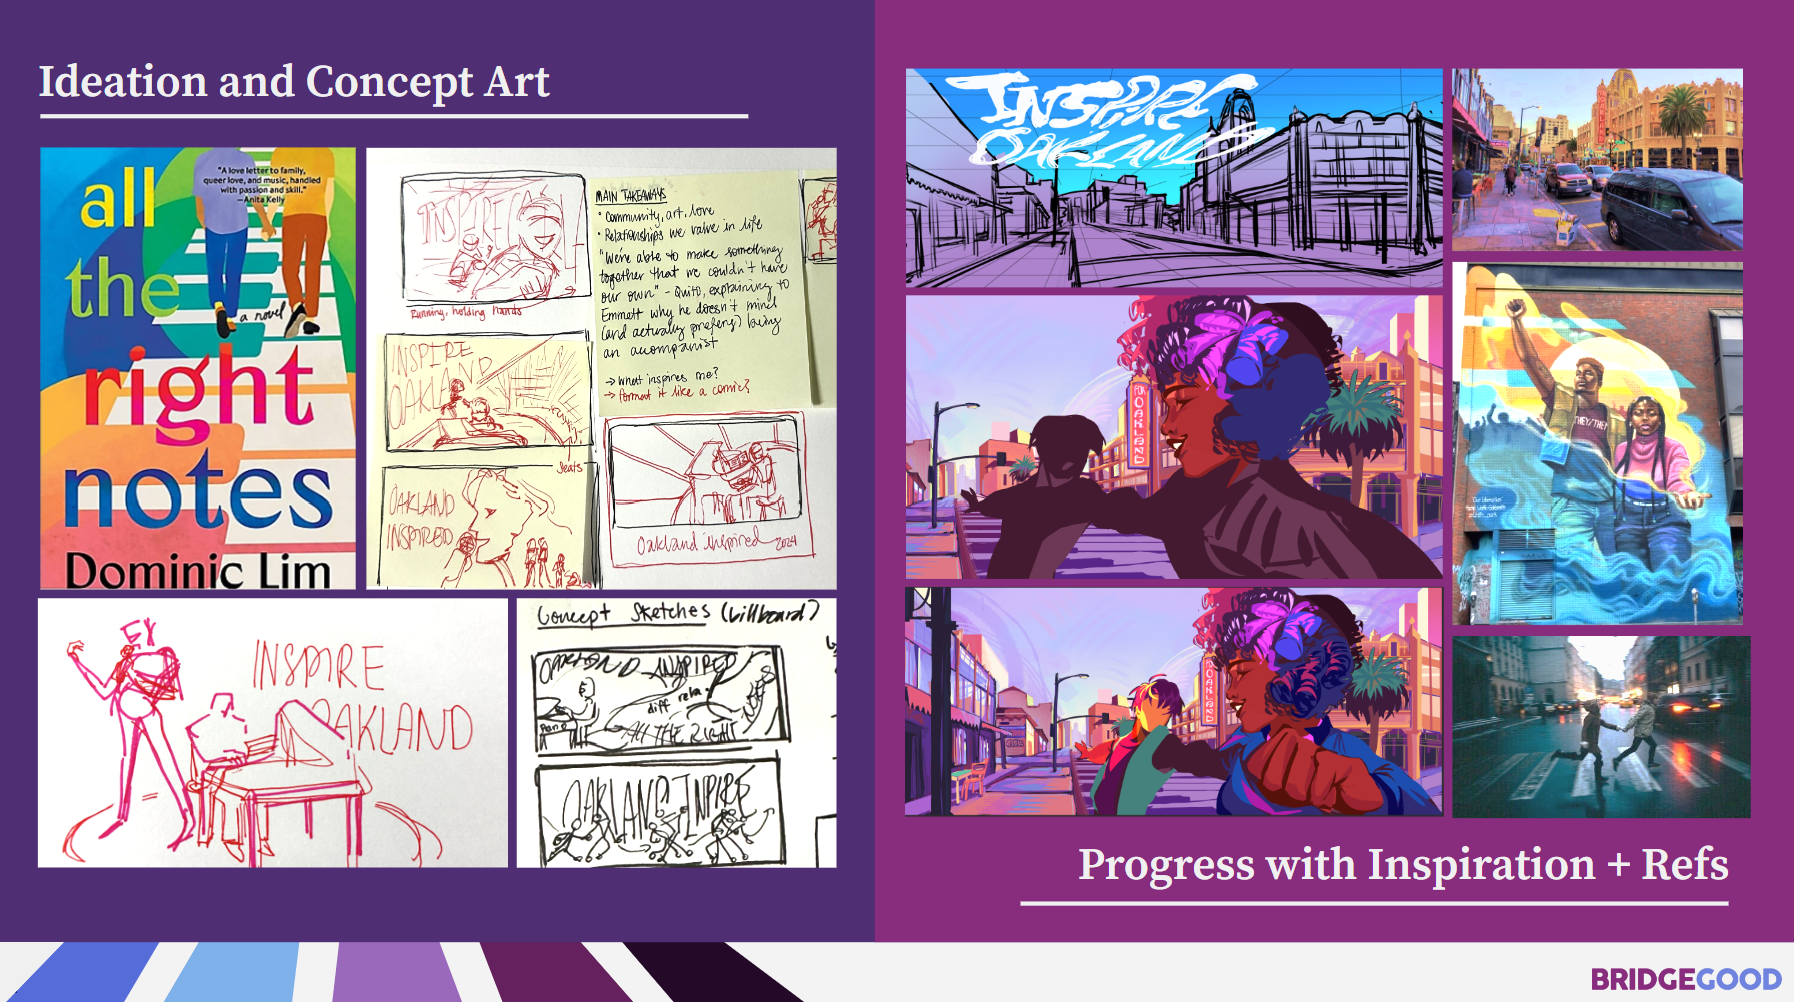 Ideation and Concept Art
all
the
right
notes
"A love letter to family,
queer love, and music, handled
with passion and skill."
—Anita Kelly
a novel
Dominic Lim
INSPIRE
Running, holding hands
INSPIRE
OAKLAND
Seats
OAKLAND
INSPIRED
MAIN TAKEAWAYS
• Community, art, love
• Relationships we value in life
"We're able to make something
together that we couldn't have
our own" - Quito, explaining to
Emmett why he doesn't mind
(and actually prefers) being
an accompanist
→ What inspires me?
→ format it like a comic?
Oakland inspired 2024
INSPIRE
OAKLAND
Concept Sketches (billboard?)
OAKLAND INSPIRED
diff rela
Piano
ALL THE RIGHT
NOTES
OAKLAND INPIRE
INSPIRE
OAKLAND
FOX
OAKLAND
THEY/THEM
OAKLAND
Progress with Inspiration + Refs
BRIDGEGOOD